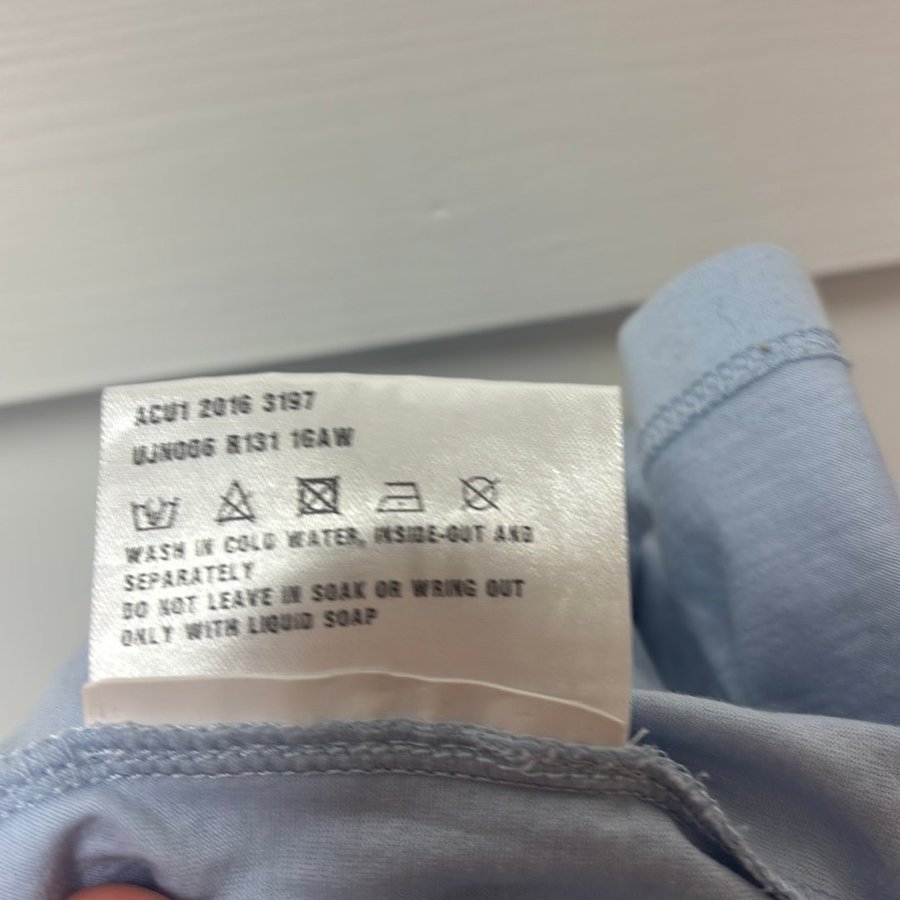 ACU1 2016 3197
UJN006 R131 16AW
WASH IN COLD WATER, INSIDE-OUT AND
SEPARATELY
DO NOT LEAVE IN SOAK OR WRING OUT
ONLY WITH LIQUID SOAP